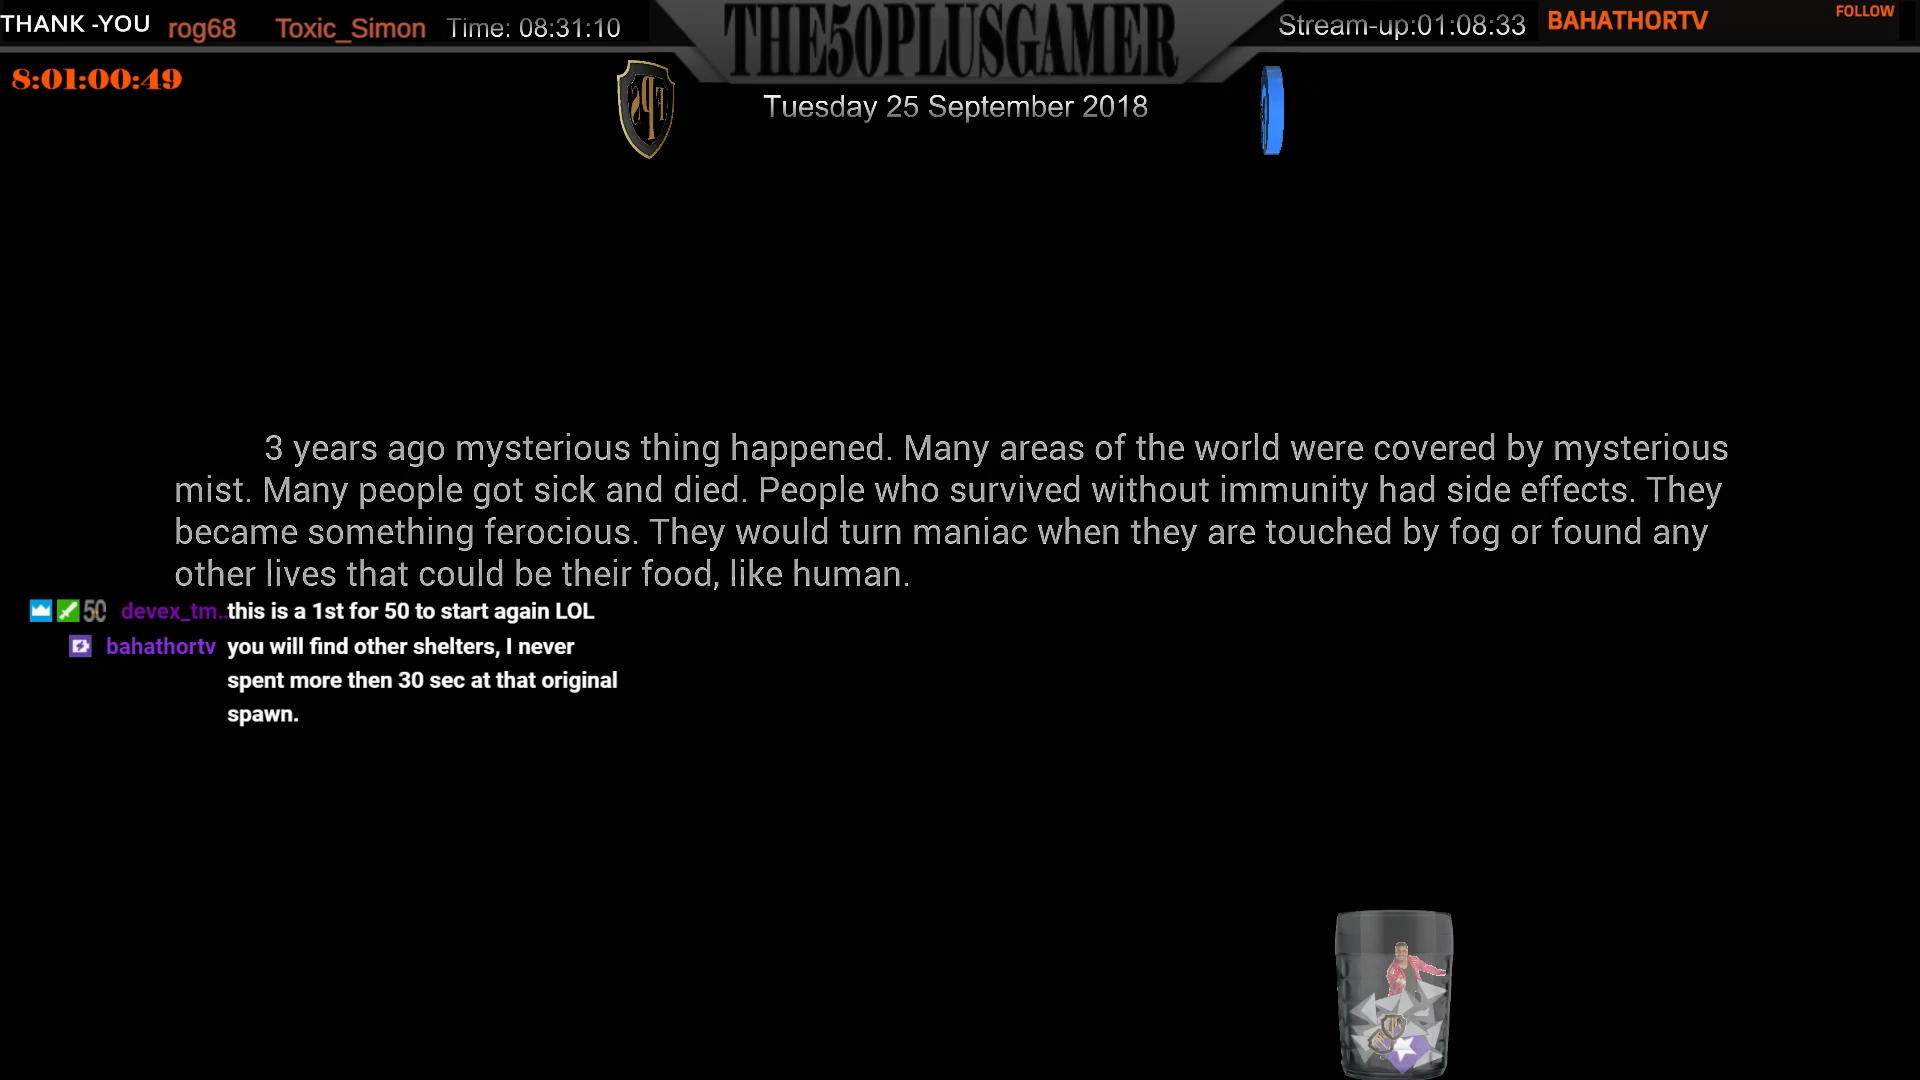 THANK -YOU rog68 Toxic_Simon Time: 08:31:10 THE50PLUSGAMER Stream-up:01:08:33 BAHATHORTV FOLLOW
8:01:00:49
Tuesday 25 September 2018
3 years ago mysterious thing happened. Many areas of the world were covered by mysterious
mist. Many people got sick and died. People who survived without immunity had side effects. They
became something ferocious. They would turn maniac when they are touched by fog or found any
other lives that could be their food, like human.
50 devex_tm.. this is a 1st for 50 to start again LOL
bahathortv you will find other shelters, I never
spent more then 30 sec at that original
spawn.